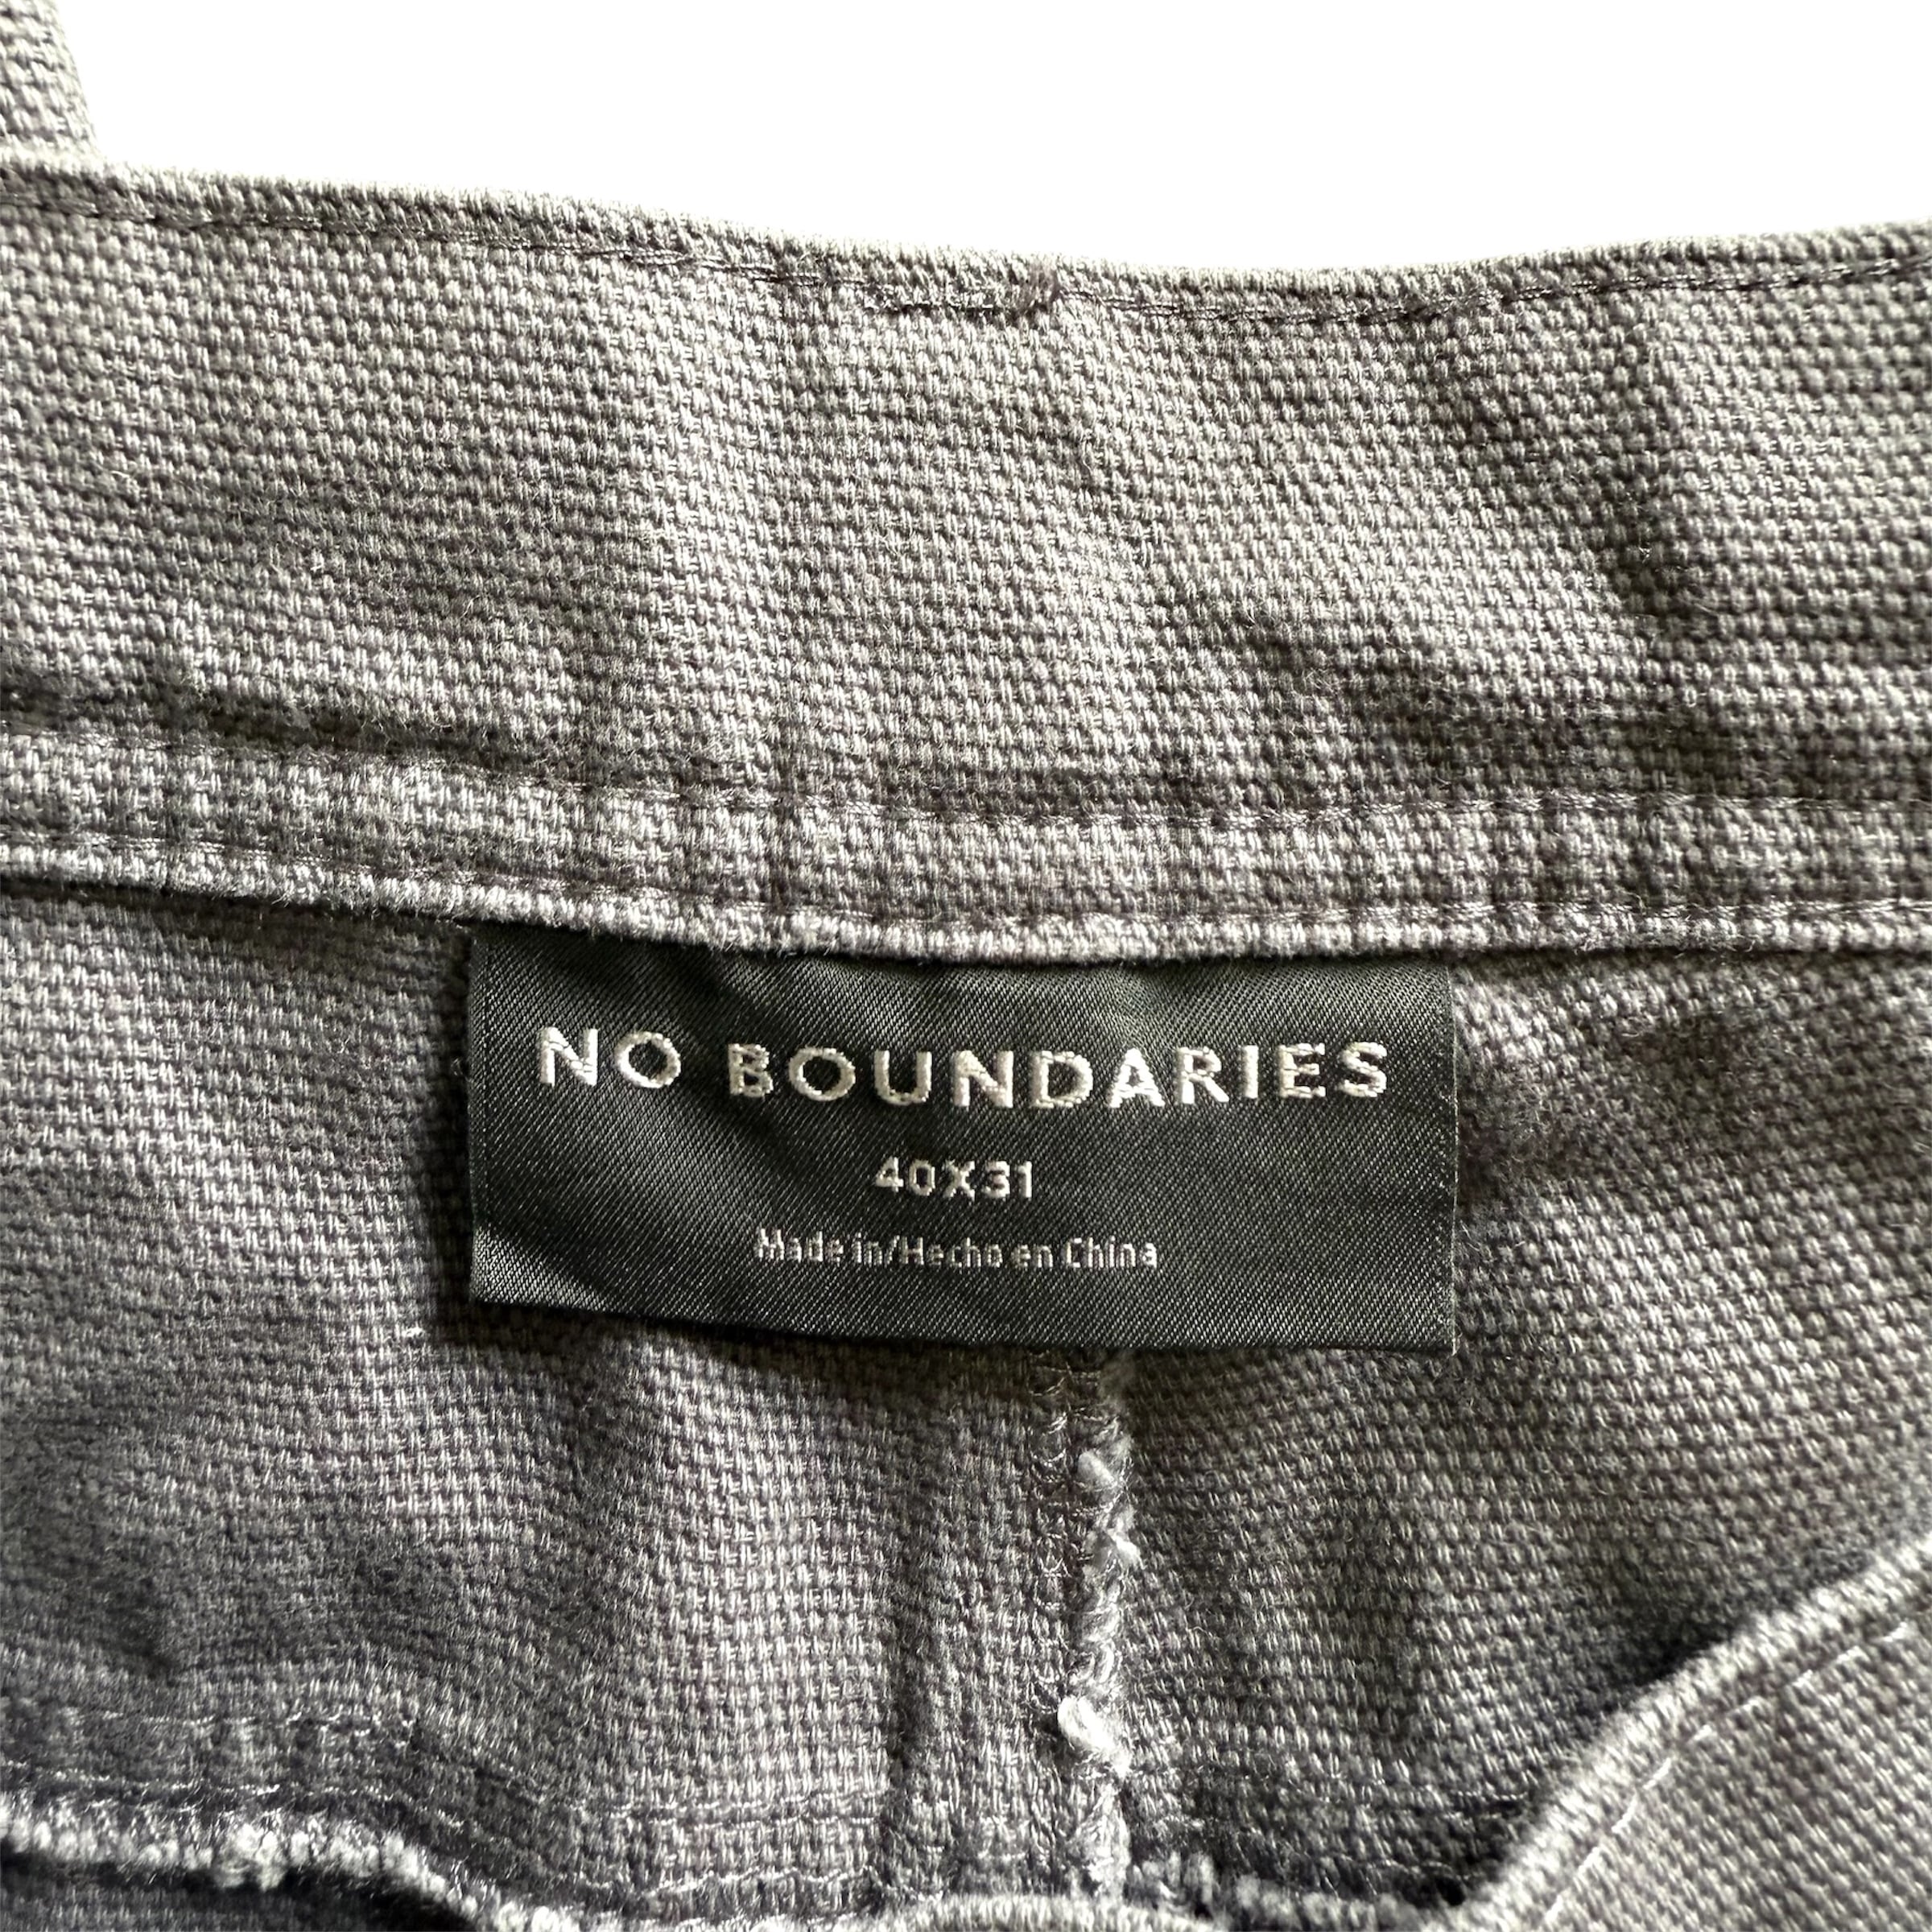 NO BOUNDARIES
40X31
Made in/Hecho en China